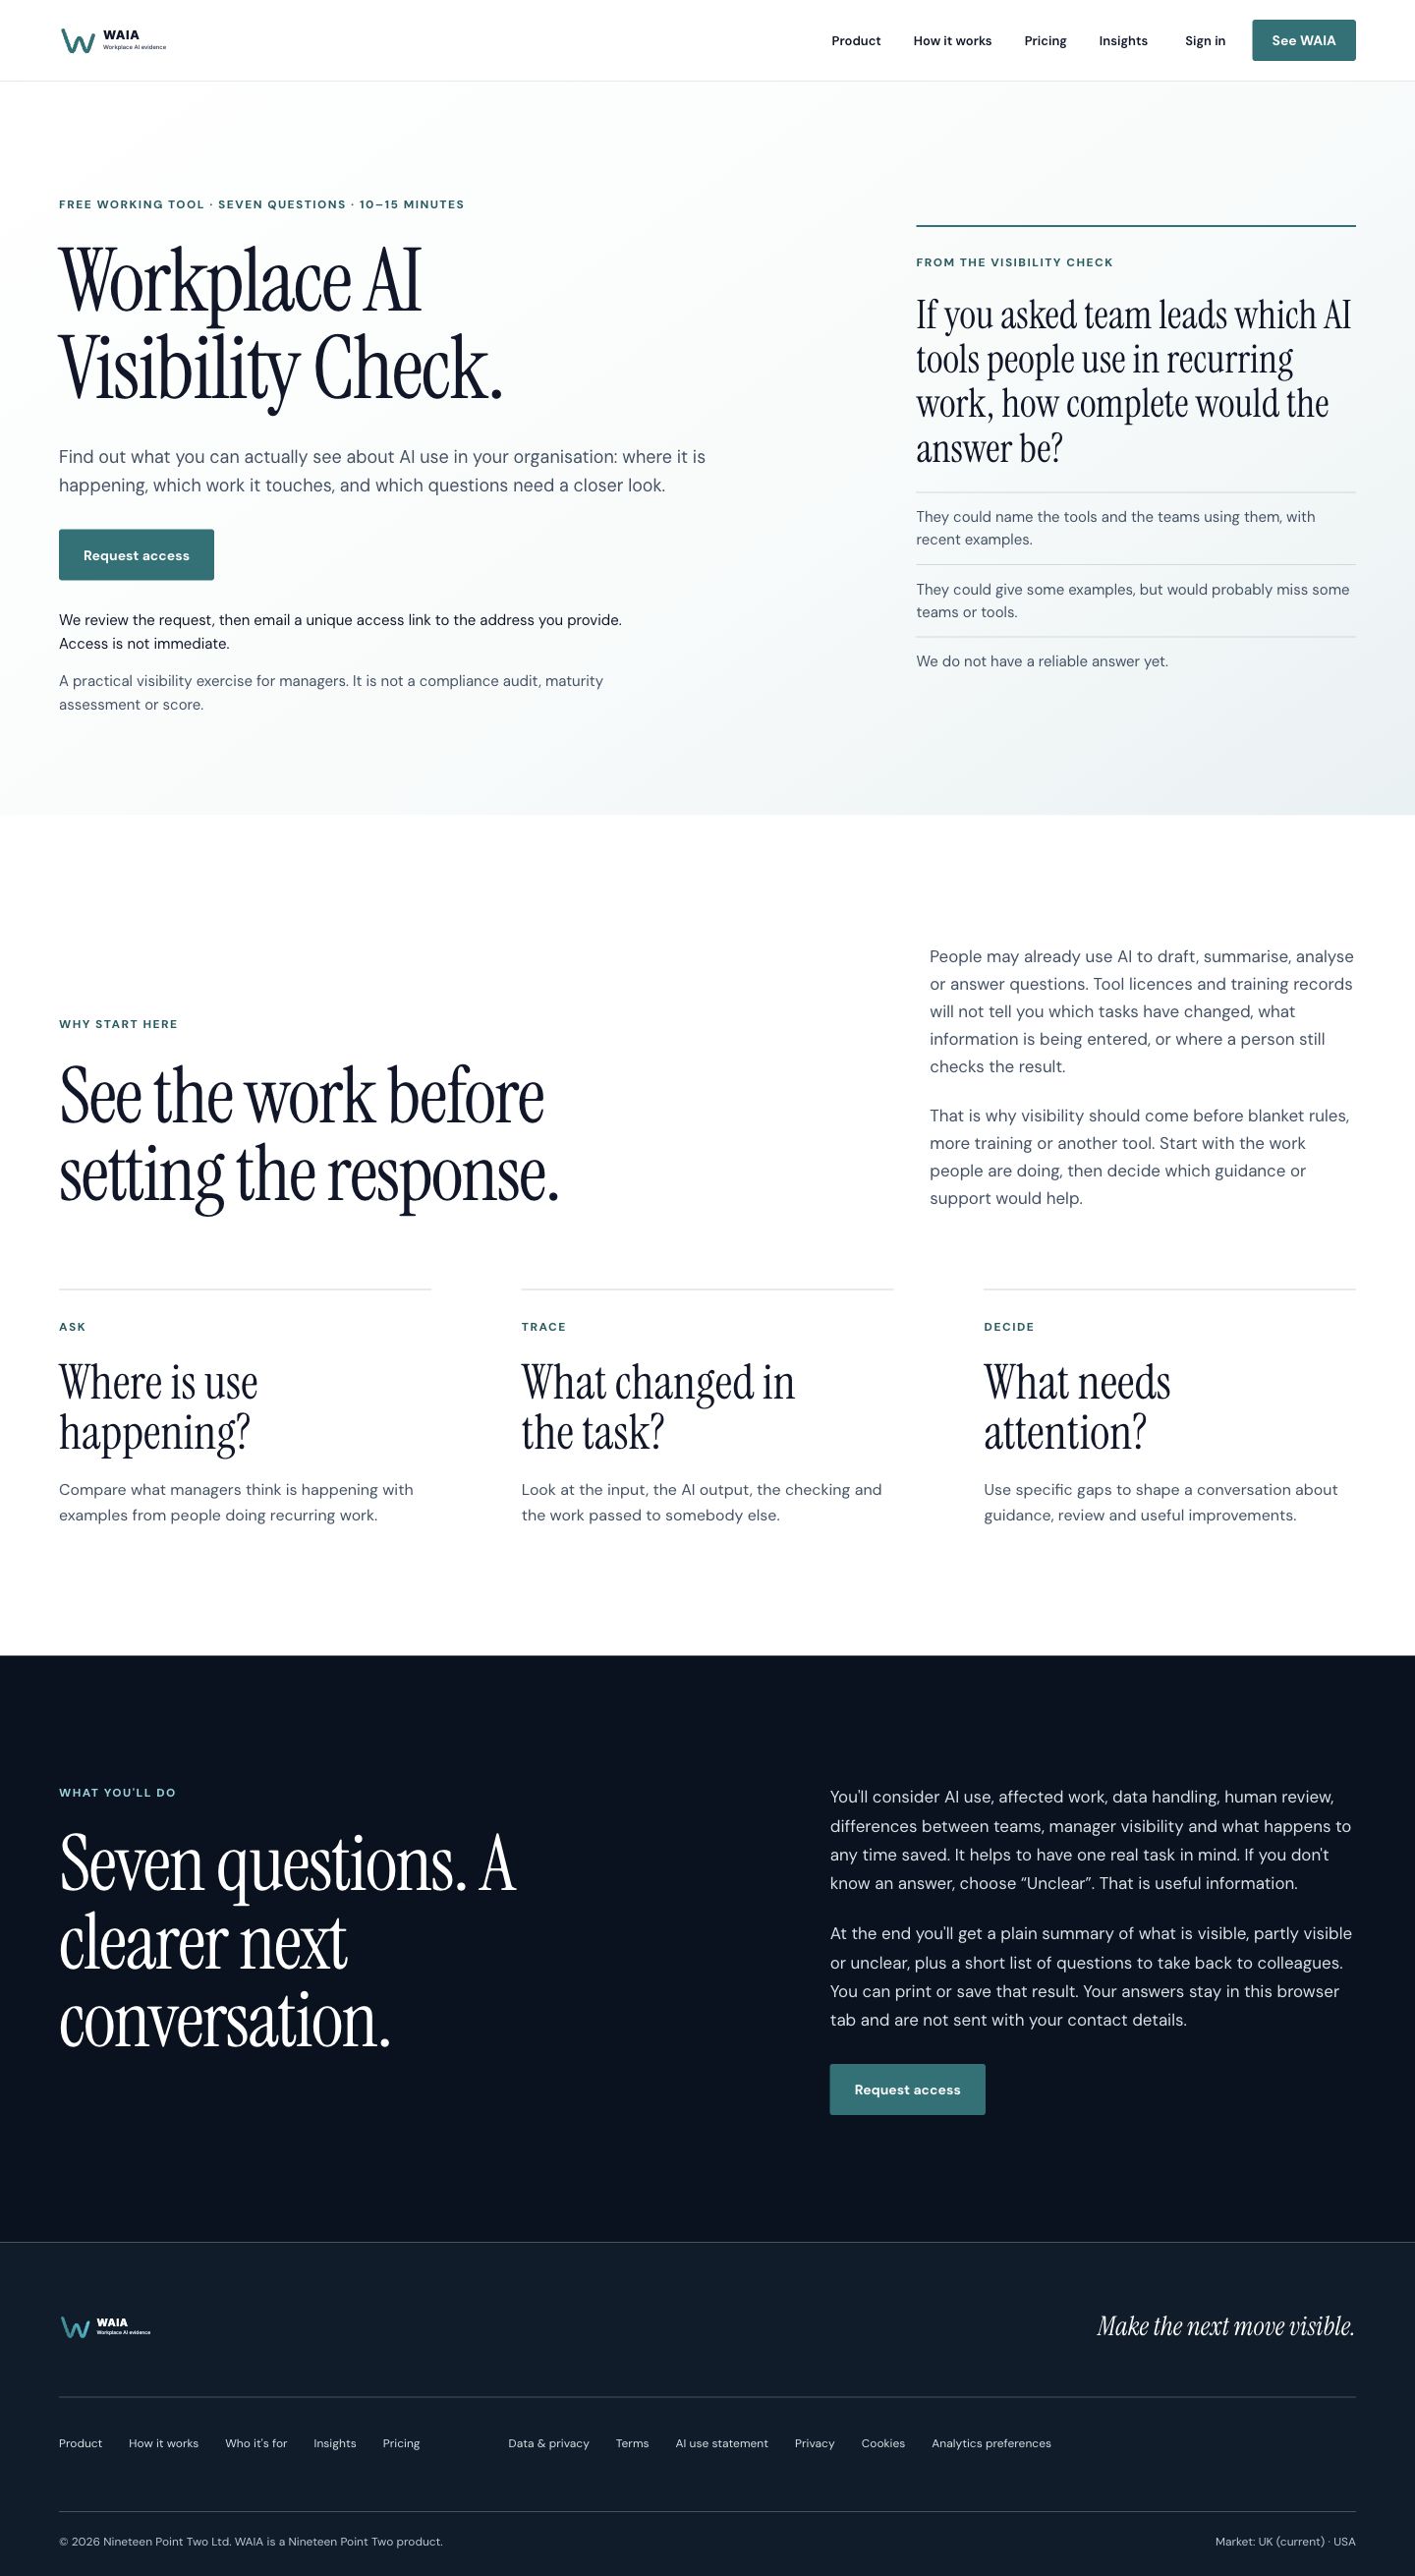 WAIA
Workplace AI evidence
Product
How it works
Pricing
Insights
Sign in
See WAIA
FREE WORKING TOOL · SEVEN QUESTIONS · 10–15 MINUTES
Workplace AI
Visibility Check.
Find out what you can actually see about AI use in your organisation: where it is
happening, which work it touches, and which questions need a closer look.
Request access
We review the request, then email a unique access link to the address you provide.
Access is not immediate.
A practical visibility exercise for managers. It is not a compliance audit, maturity
assessment or score.
FROM THE VISIBILITY CHECK
If you asked team leads which AI
tools people use in recurring
work, how complete would the
answer be?
They could name the tools and the teams using them, with
recent examples.
They could give some examples, but would probably miss some
teams or tools.
We do not have a reliable answer yet.
WHY START HERE
See the work before
setting the response.
People may already use AI to draft, summarise, analyse
or answer questions. Tool licences and training records
will not tell you which tasks have changed, what
information is being entered, or where a person still
checks the result.
That is why visibility should come before blanket rules,
more training or another tool. Start with the work
people are doing, then decide which guidance or
support would help.
ASK
Where is use
happening?
Compare what managers think is happening with
examples from people doing recurring work.
TRACE
What changed in
the task?
Look at the input, the AI output, the checking and
the work passed to somebody else.
DECIDE
What needs
attention?
Use specific gaps to shape a conversation about
guidance, review and useful improvements.
WHAT YOU'LL DO
Seven questions. A
clearer next
conversation.
You'll consider AI use, affected work, data handling, human review,
differences between teams, manager visibility and what happens to
any time saved. It helps to have one real task in mind. If you don't
know an answer, choose “Unclear”. That is useful information.
At the end you'll get a plain summary of what is visible, partly visible
or unclear, plus a short list of questions to take back to colleagues.
You can print or save that result. Your answers stay in this browser
tab and are not sent with your contact details.
Request access
WAIA
Workplace AI evidence
Make the next move visible.
Product
How it works
Who it's for
Insights
Pricing
Data & privacy
Terms
AI use statement
Privacy
Cookies
Analytics preferences
© 2026 Nineteen Point Two Ltd. WAIA is a Nineteen Point Two product.
Market: UK (current) · USA